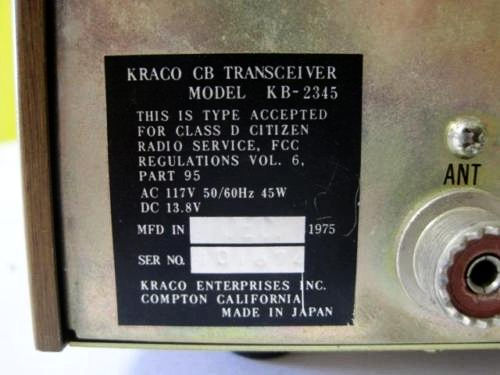 KRACO CB TRANSCEIVER
MODEL KB-2345
THIS IS TYPE ACCEPTED
FOR CLASS D CITIZEN
RADIO SERVICE, FCC
REGULATIONS VOL. 6,
PART 95
AC 117V 50/60Hz 45W
DC 13.8V
MFD IN 1975
SER NO.
KRACO ENTERPRISES INC.
COMPTON CALIFORNIA
MADE IN JAPAN
ANT